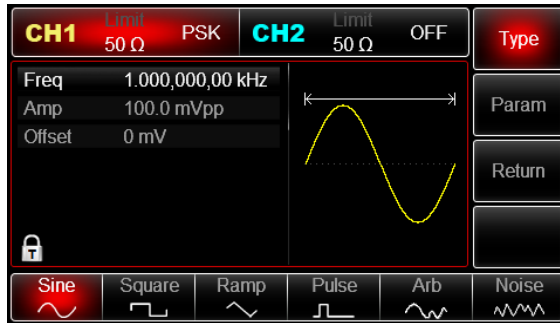 CH1 Limit 50 Ω PSK CH2 Limit 50 Ω OFF Type
Freq 1.000,000,00 kHz
Amp 100.0 mVpp Param
Offset 0 mV
Return
T
Sine Square Ramp Pulse Arb Noise